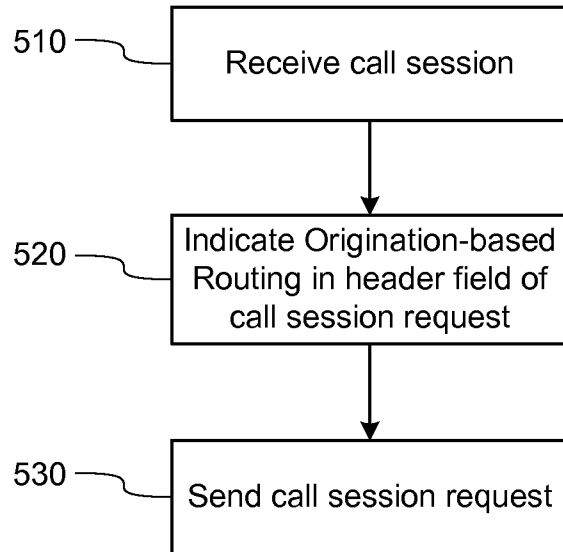 510
Receive call session
520
Indicate Origination-based
Routing in header field of
call session request
530
Send call session request